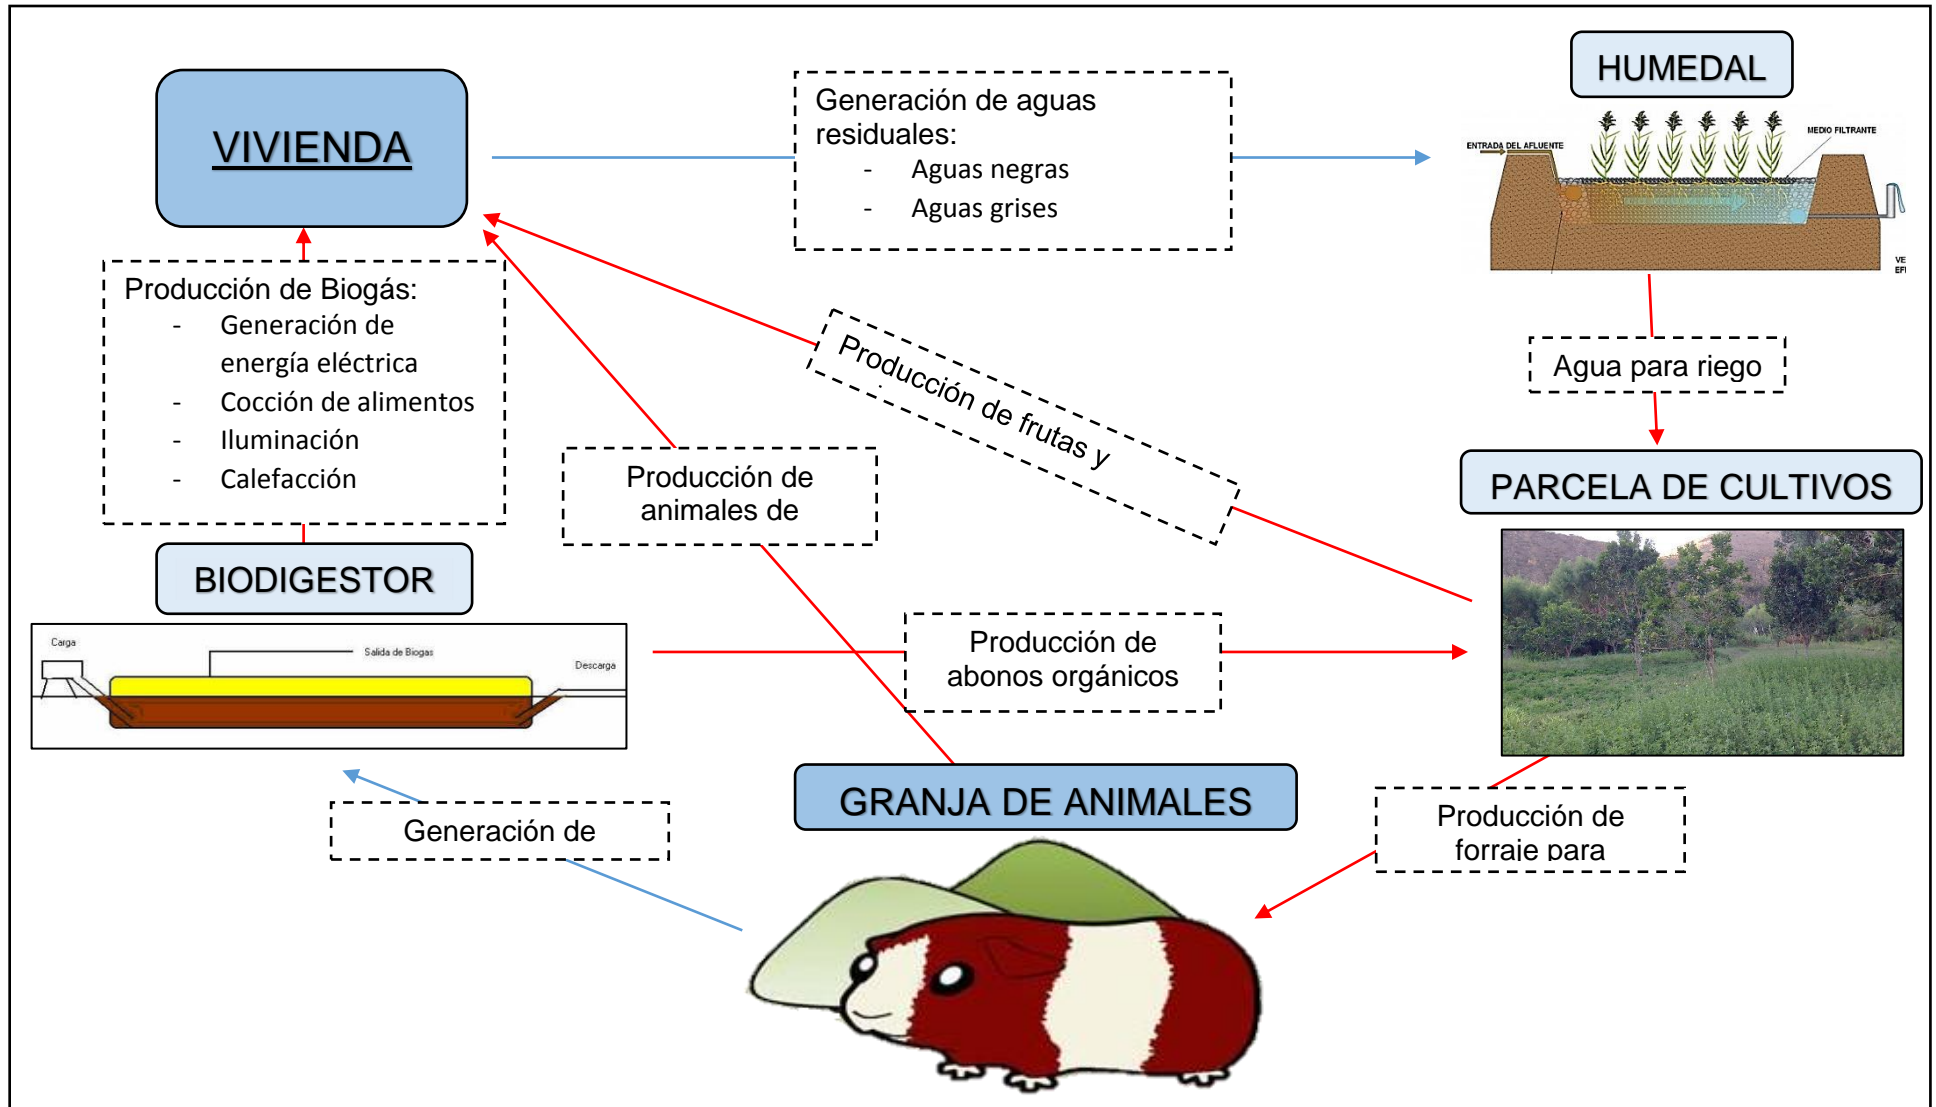 VIVIENDA
Generación de aguas
residuales:
- Aguas negras
- Aguas grises
HUMEDAL
ENTRADA DEL AFLUENTE
MEDIO FILTRANTE
VE
EFI
Producción de Biogás:
- Generación de
energía eléctrica
- Cocción de alimentos
- Iluminación
- Calefacción
Producción de frutas y
Agua para riego
Producción de
animales de
PARCELA DE CULTIVOS
BIODIGESTOR
Carga
Salida de Biogas
Descarga
Producción de
abonos orgánicos
GRANJA DE ANIMALES
Generación de
Producción de
forraje para